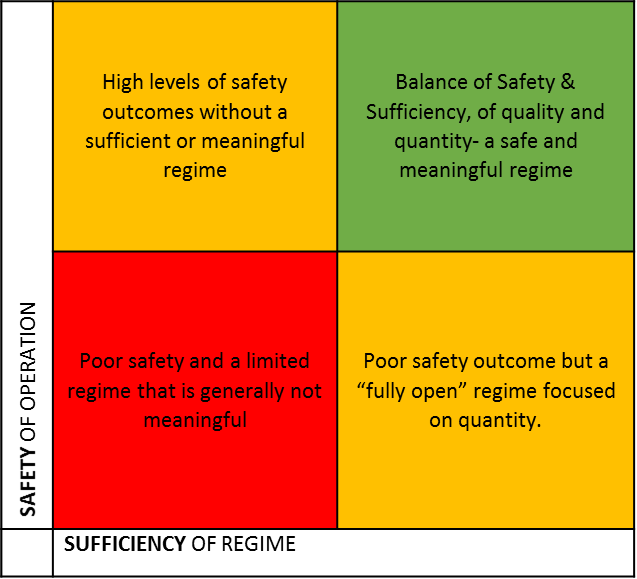 High levels of safety
outcomes without a
sufficient or meaningful
regime
Balance of Safety &
Sufficiency, of quality and
quantity- a safe and
meaningful regime
Poor safety and a limited
regime that is generally not
meaningful
Poor safety outcome but a
“fully open” regime focused
on quantity.
SAFETY OF OPERATION
SUFFICIENCY OF REGIME